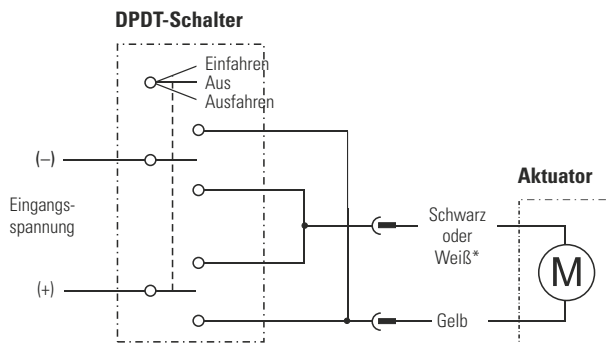 DPDT-Schalter
Einfahren
Aus
Ausfahren
(–)
Eingangs-
spannung
(+)
Schwarz
oder
Weiß*
Gelb
Aktuator
M